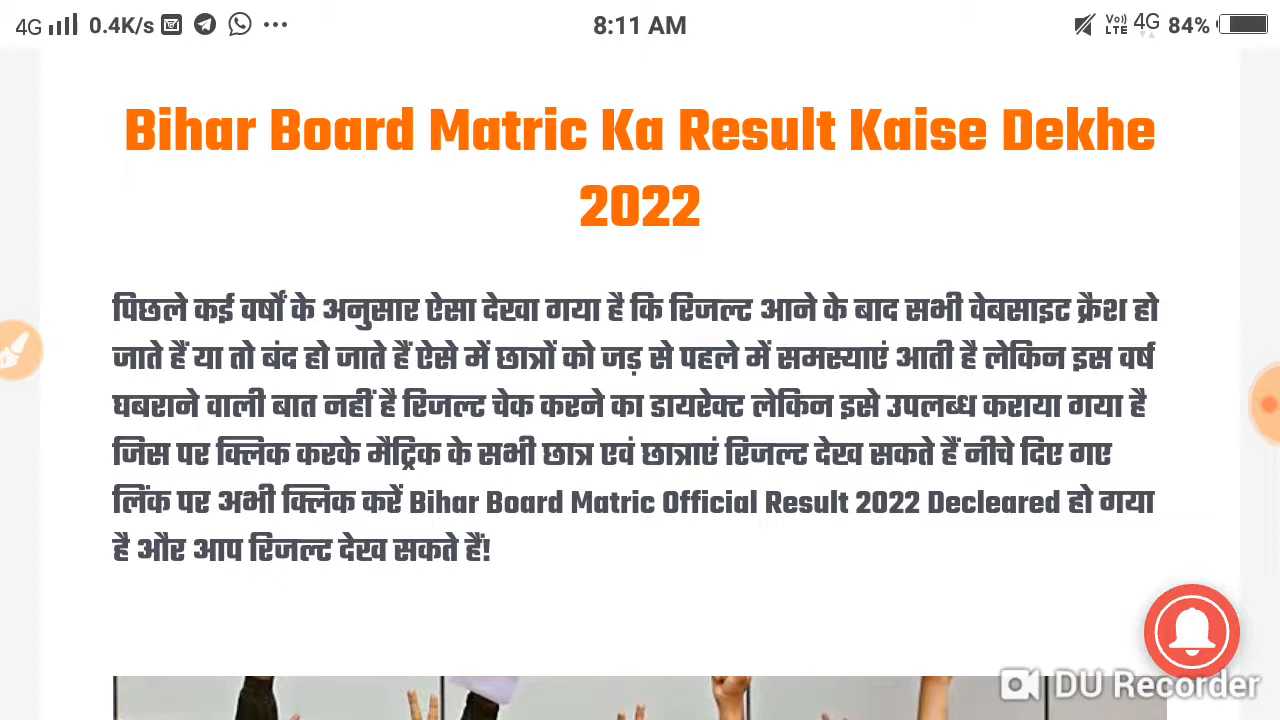 4G 0.4K/s 8:11 AM Vo)) LTE 4G 84%
Bihar Board Matric Ka Result Kaise Dekhe
2022
पिछले कई वर्षों के अनुसार ऐसा देखा गया है कि रिजल्ट आने के बाद सभी वेबसाइट क्रैश हो
जाते हैं या तो बंद हो जाते हैं ऐसे में छात्रों को जड़ से पहले में समस्याएं आती है लेकिन इस वर्ष
घबराने वाली बात नहीं है रिजल्ट चेक करने का डायरेक्ट लेकिन इसे उपलब्ध कराया गया है
जिस पर क्लिक करके मैट्रिक के सभी छात्र एवं छात्राएं रिजल्ट देख सकते हैं नीचे दिए गए
लिंक पर अभी क्लिक करें Bihar Board Matric Official Result 2022 Decleared हो गया
है और आप रिजल्ट देख सकते हैं!
DU Recorder